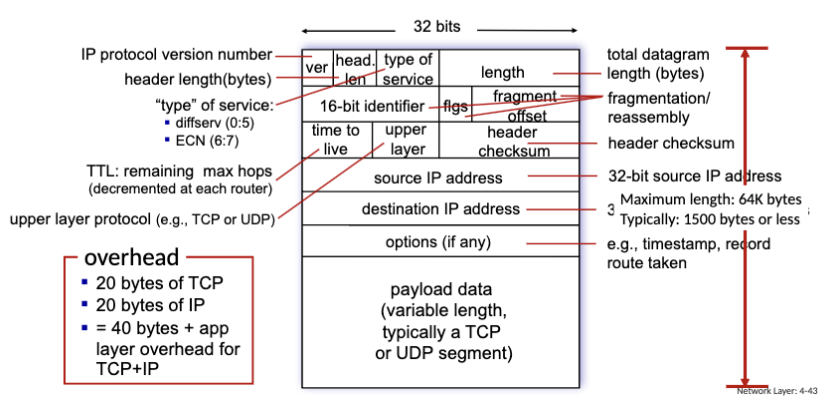 32 bits
IP protocol version number
header length(bytes)
“type” of service:
▪ diffserv (0:5)
▪ ECN (6:7)
TTL: remaining max hops
(decremented at each router)
upper layer protocol (e.g., TCP or UDP)
overhead
▪ 20 bytes of TCP
▪ 20 bytes of IP
▪ = 40 bytes + app
layer overhead for
TCP+IP
ver
head.
len
type of
service
length
16-bit identifier
flgs
fragment
offset
time to
live
upper
layer
header
checksum
source IP address
destination IP address
options (if any)
payload data
(variable length,
typically a TCP
or UDP segment)
total datagram
length (bytes)
fragmentation/
reassembly
header checksum
32-bit source IP address
Maximum length: 64K bytes
Typically: 1500 bytes or less
e.g., timestamp, record
route taken
Network Layer: 4-43